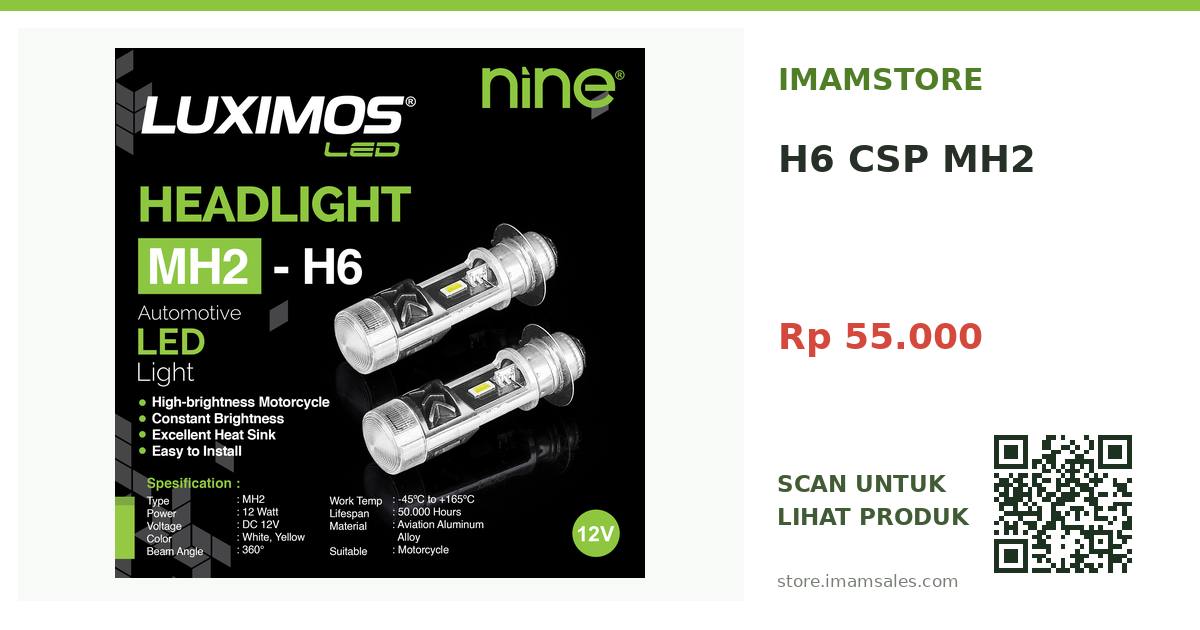 nine®
LUXIMOS®
LED
HEADLIGHT
MH2 - H6
Automotive
LED
Light
High-brightness Motorcycle
Constant Brightness
Excellent Heat Sink
Easy to Install
Spesification :
Type : MH2
Power : 12 Watt
Voltage : DC 12V
Color : White, Yellow
Beam Angle : 360°
Work Temp : -45ºC to +165ºC
Lifespan : 50.000 Hours
Material : Aviation Aluminum
Alloy
Suitable : Motorcycle
12V
IMAMSTORE
H6 CSP MH2
Rp 55.000
SCAN UNTUK
LIHAT PRODUK
store.imamsales.com